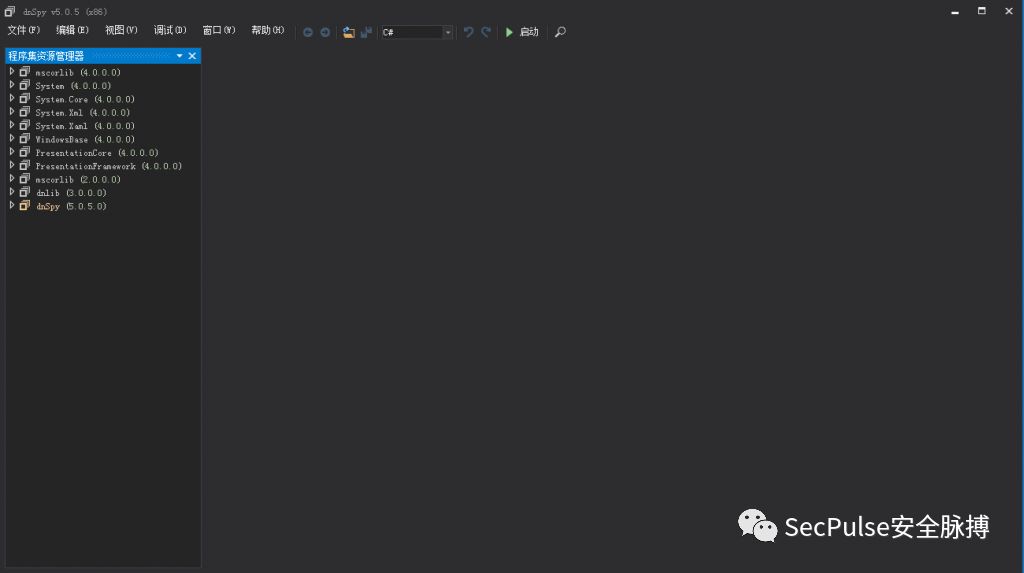 dnSpy v5.0.5 (x86)
文件(F) 编辑(E) 视图(V) 调试(D) 窗口(W) 帮助(H) C# 启动
程序集资源管理器
mscorlib (4.0.0.0)
System (4.0.0.0)
System.Core (4.0.0.0)
System.Xml (4.0.0.0)
System.Xaml (4.0.0.0)
WindowsBase (4.0.0.0)
PresentationCore (4.0.0.0)
PresentationFramework (4.0.0.0)
mscorlib (2.0.0.0)
dnlib (3.0.0.0)
dnSpy (5.0.5.0)
SecPulse安全脉搏